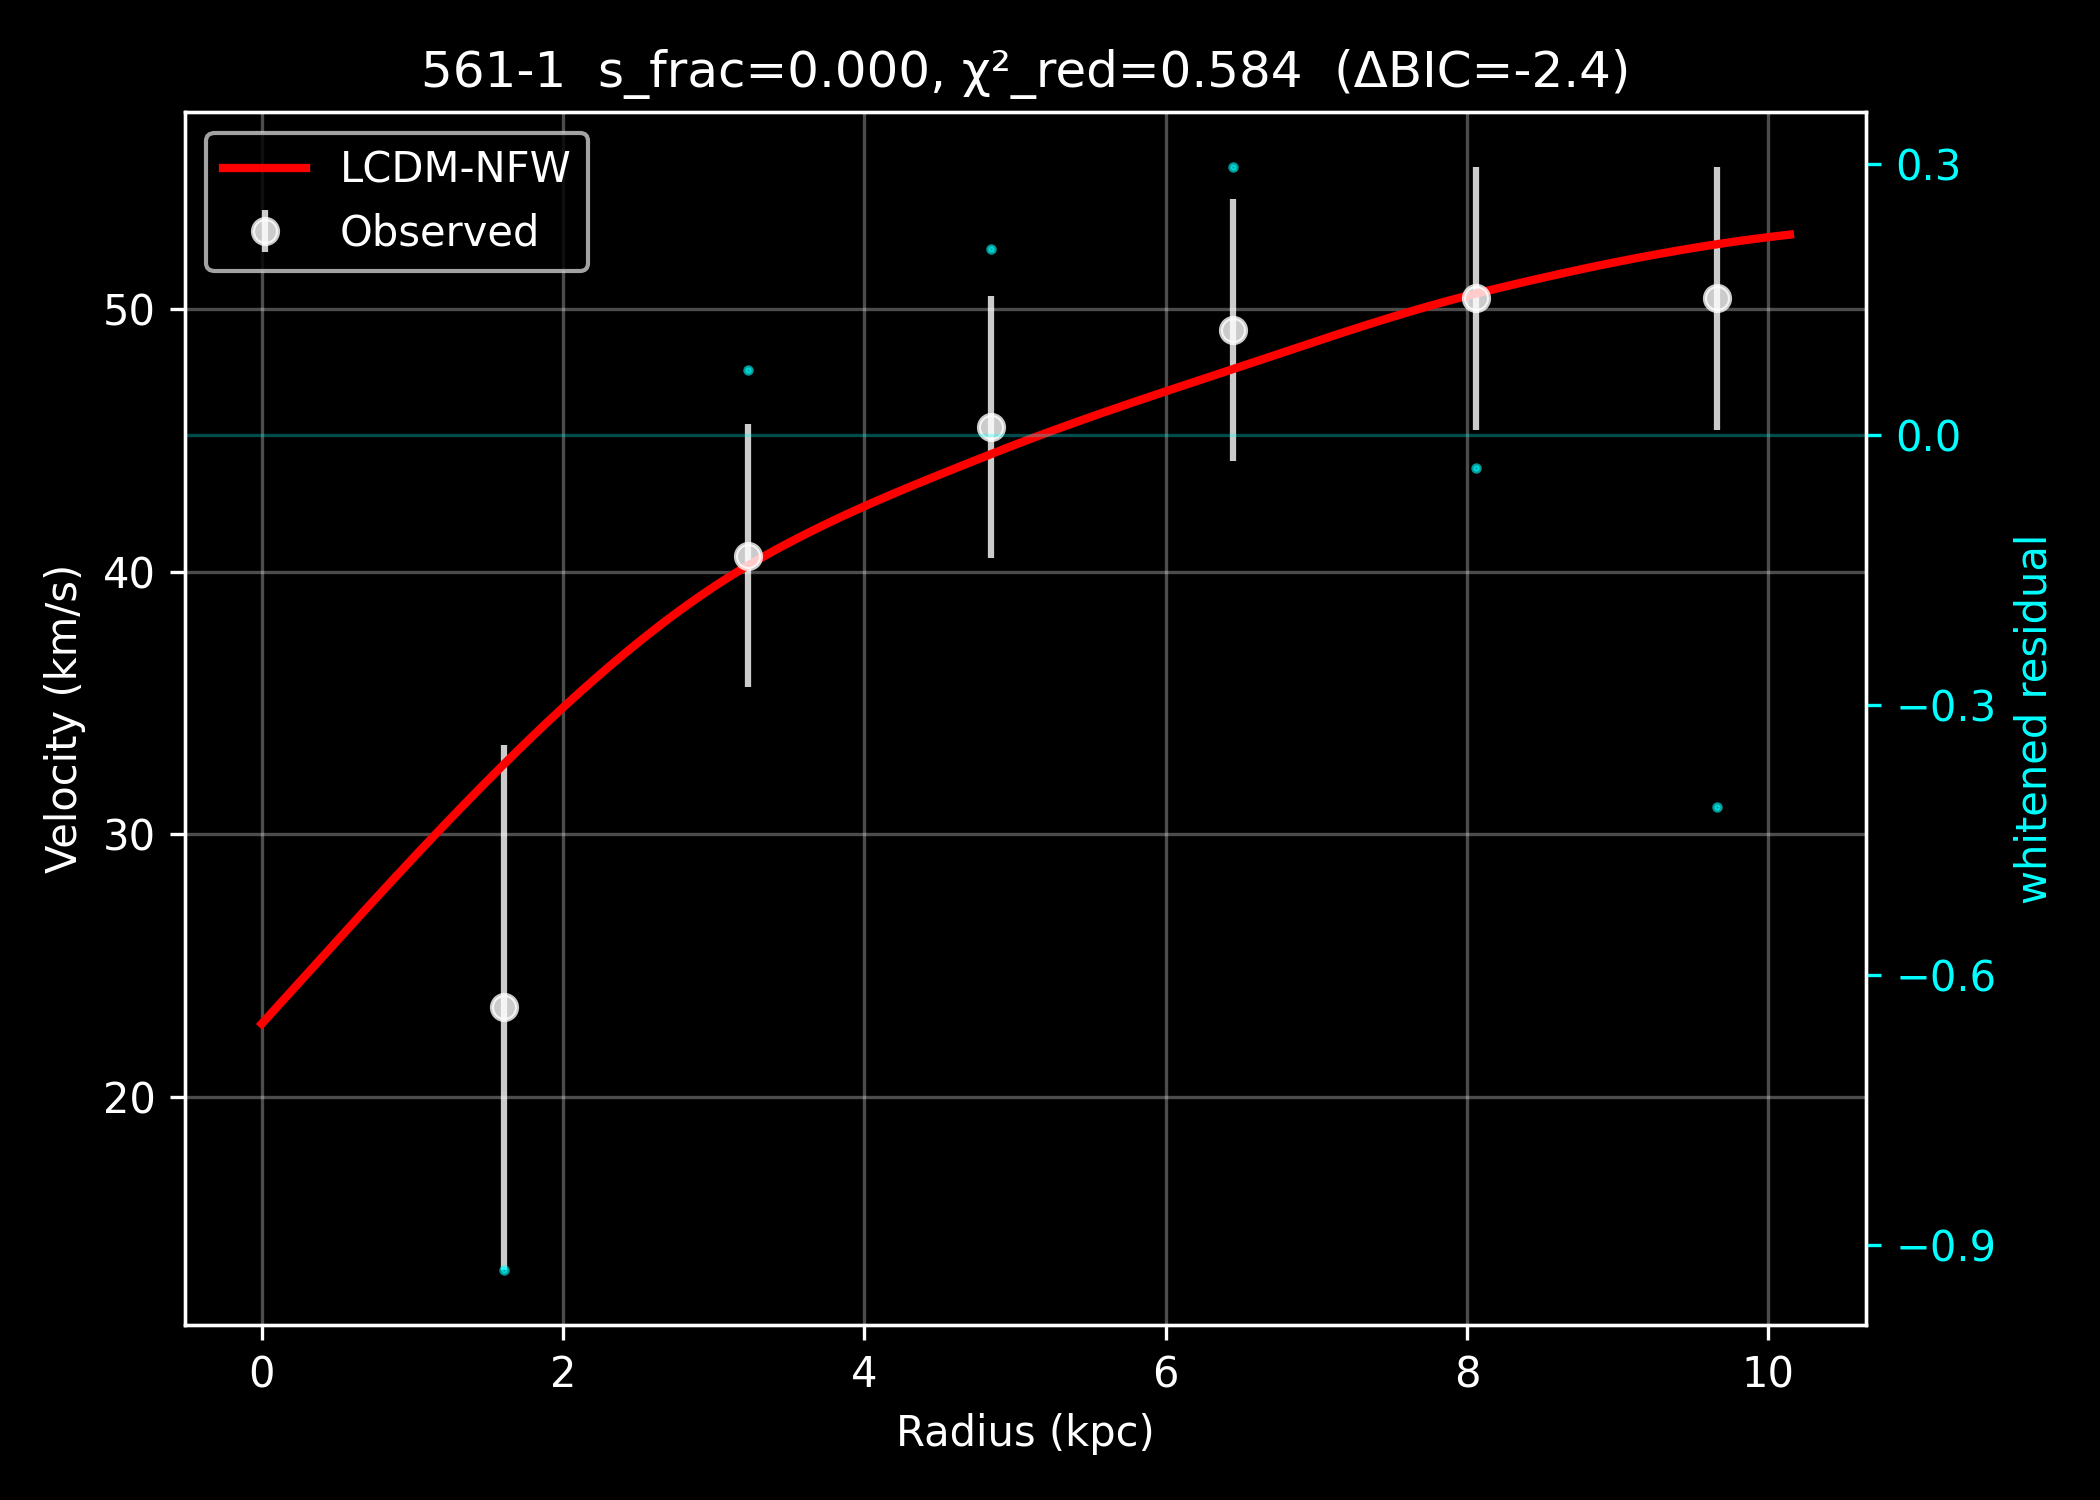 561-1 s_frac=0.000, χ²_red=0.584 (ΔBIC=-2.4)
LCDM-NFW
Observed
50
40
30
20
Velocity (km/s)
0.3
0.0
−0.3
−0.6
−0.9
whitened residual
0 2 4 6 8 10
Radius (kpc)